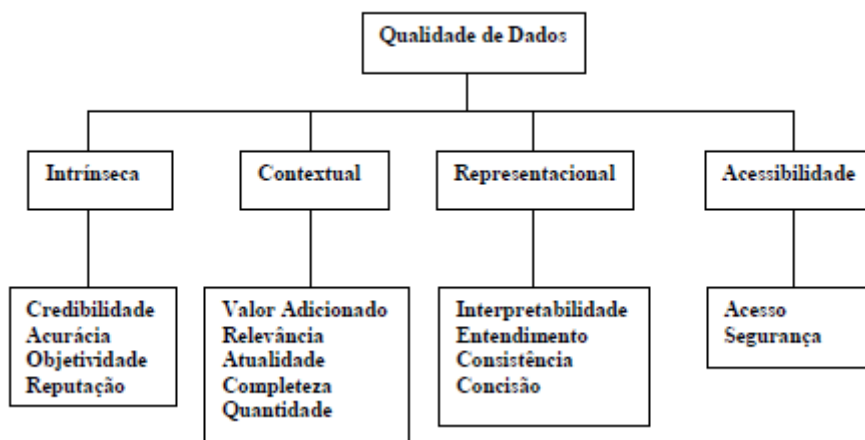 Qualidade de Dados
Intrínseca
Contextual
Representacional
Acessibilidade
Credibilidade
Acurácia
Objetividade
Reputação
Valor Adicionado
Relevância
Atualidade
Completeza
Quantidade
Interpretabilidade
Entendimento
Consistência
Concisão
Acesso
Segurança